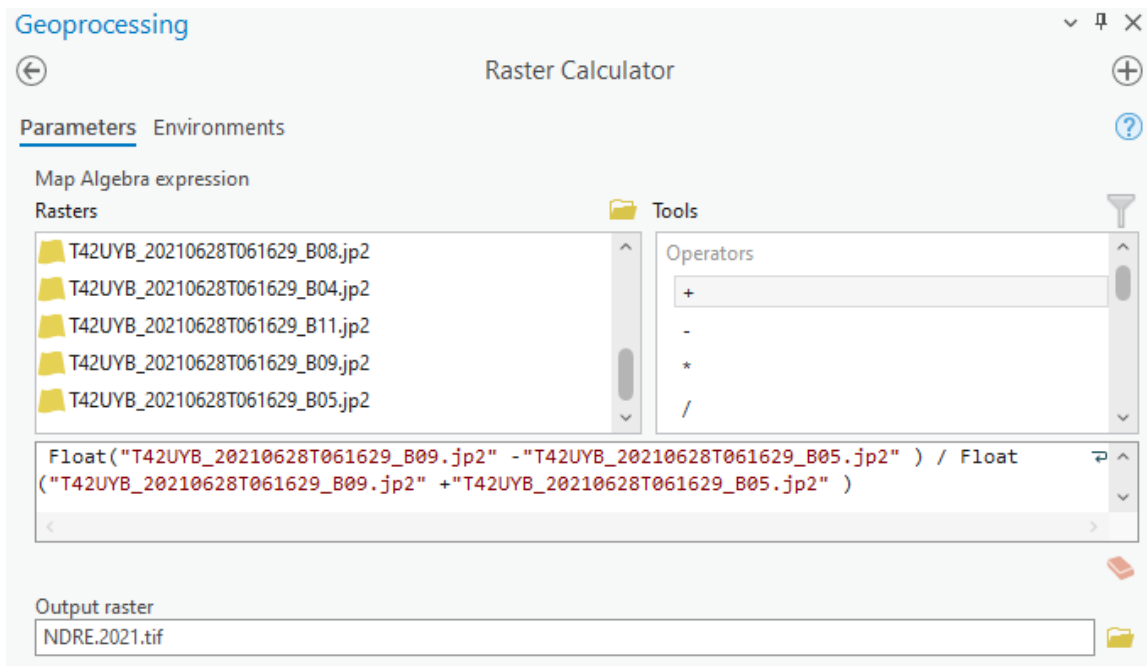 Geoprocessing
Raster Calculator
Parameters Environments
Map Algebra expression
Rasters
T42UYB_20210628T061629_B08.jp2
T42UYB_20210628T061629_B04.jp2
T42UYB_20210628T061629_B11.jp2
T42UYB_20210628T061629_B09.jp2
T42UYB_20210628T061629_B05.jp2
Tools
Operators
+
-
*
/
Float("T42UYB_20210628T061629_B09.jp2" -"T42UYB_20210628T061629_B05.jp2" ) / Float
("T42UYB_20210628T061629_B09.jp2" +"T42UYB_20210628T061629_B05.jp2" )
Output raster
NDRE.2021.tif